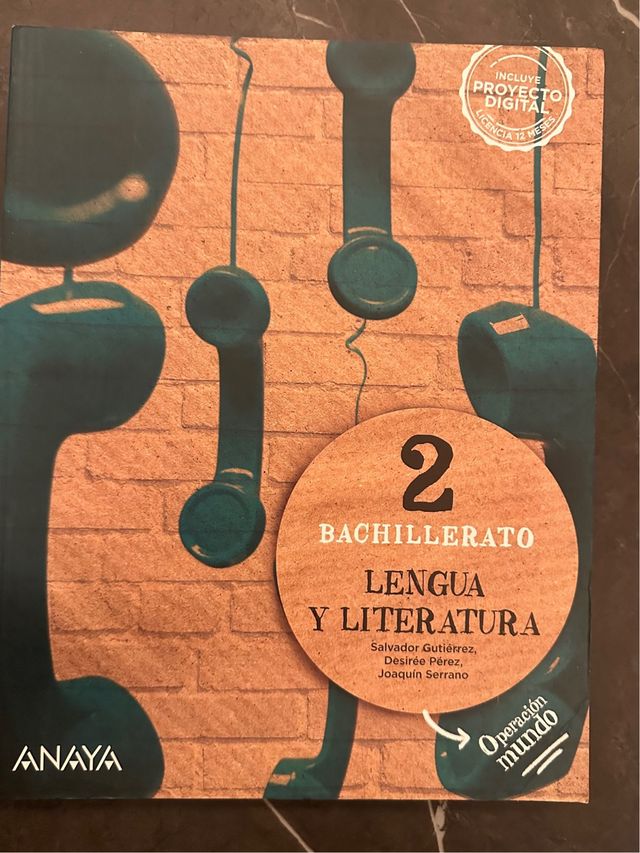 INCLUYE
PROYECTO
DIGITAL
LICENCIA 12 MESES
2
BACHILLERATO
LENGUA
Y LITERATURA
Salvador Gutiérrez,
Desirée Pérez,
Joaquín Serrano
Operación
mundo
ANAYA